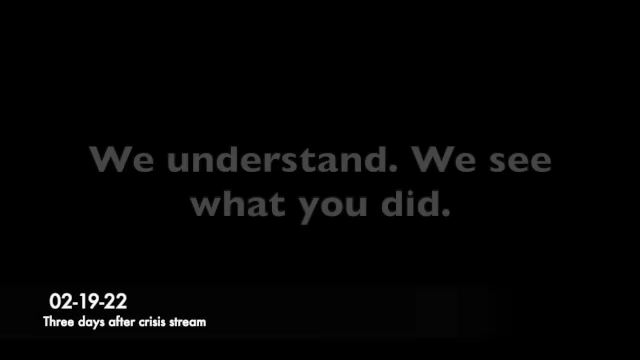 We understand. We see
what you did.
02-19-22
Three days after crisis stream